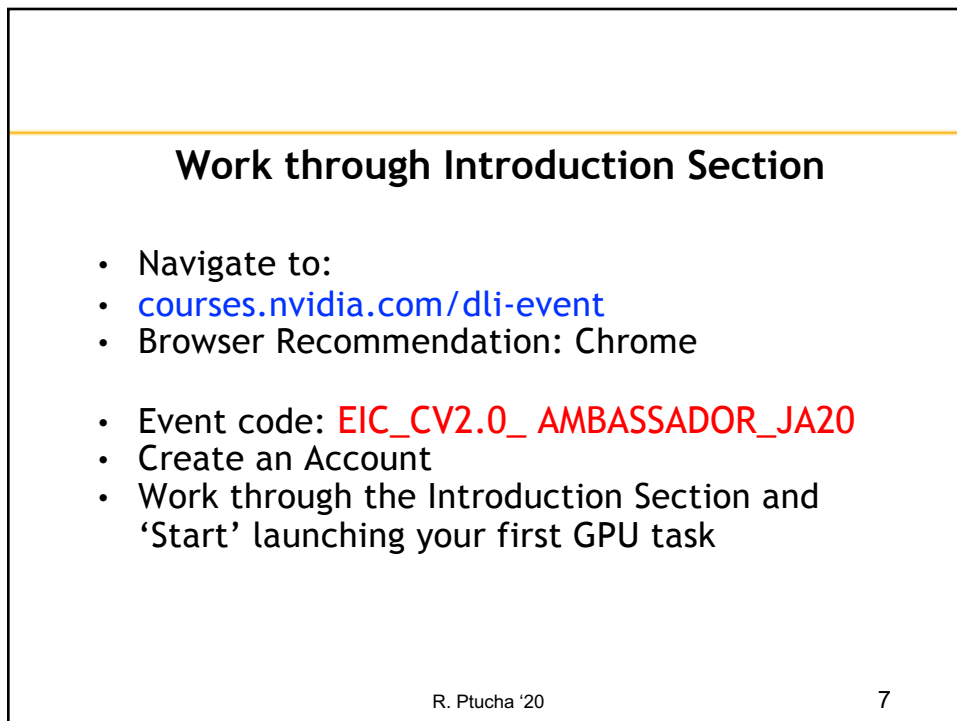 Work through Introduction Section
• Navigate to:
• courses.nvidia.com/dli-event
• Browser Recommendation: Chrome
• Event code: EIC_CV2.0_ AMBASSADOR_JA20
• Create an Account
• Work through the Introduction Section and
‘Start’ launching your first GPU task
R. Ptucha ‘20
7